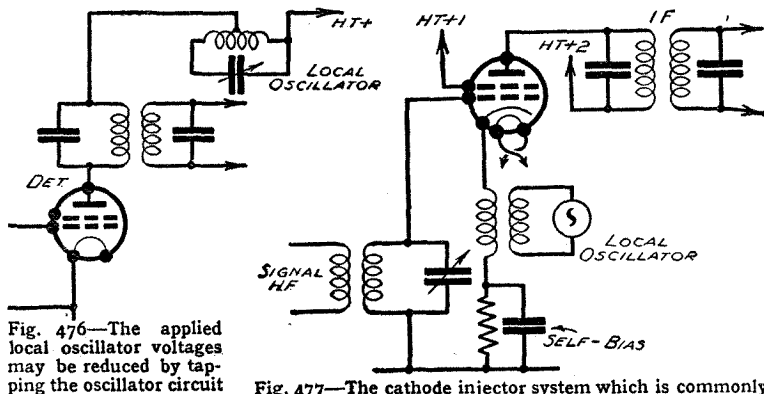 HT+
LOCAL
OSCILLATOR
DET.
Fig. 476—The applied
local oscillator voltages
may be reduced by tap-
ping the oscillator circuit
HT+1
IF
HT+2
SIGNAL
H.F
LOCAL
OSCILLATOR
SELF-BIAS
Fig. 477—The cathode injector system which is commonly